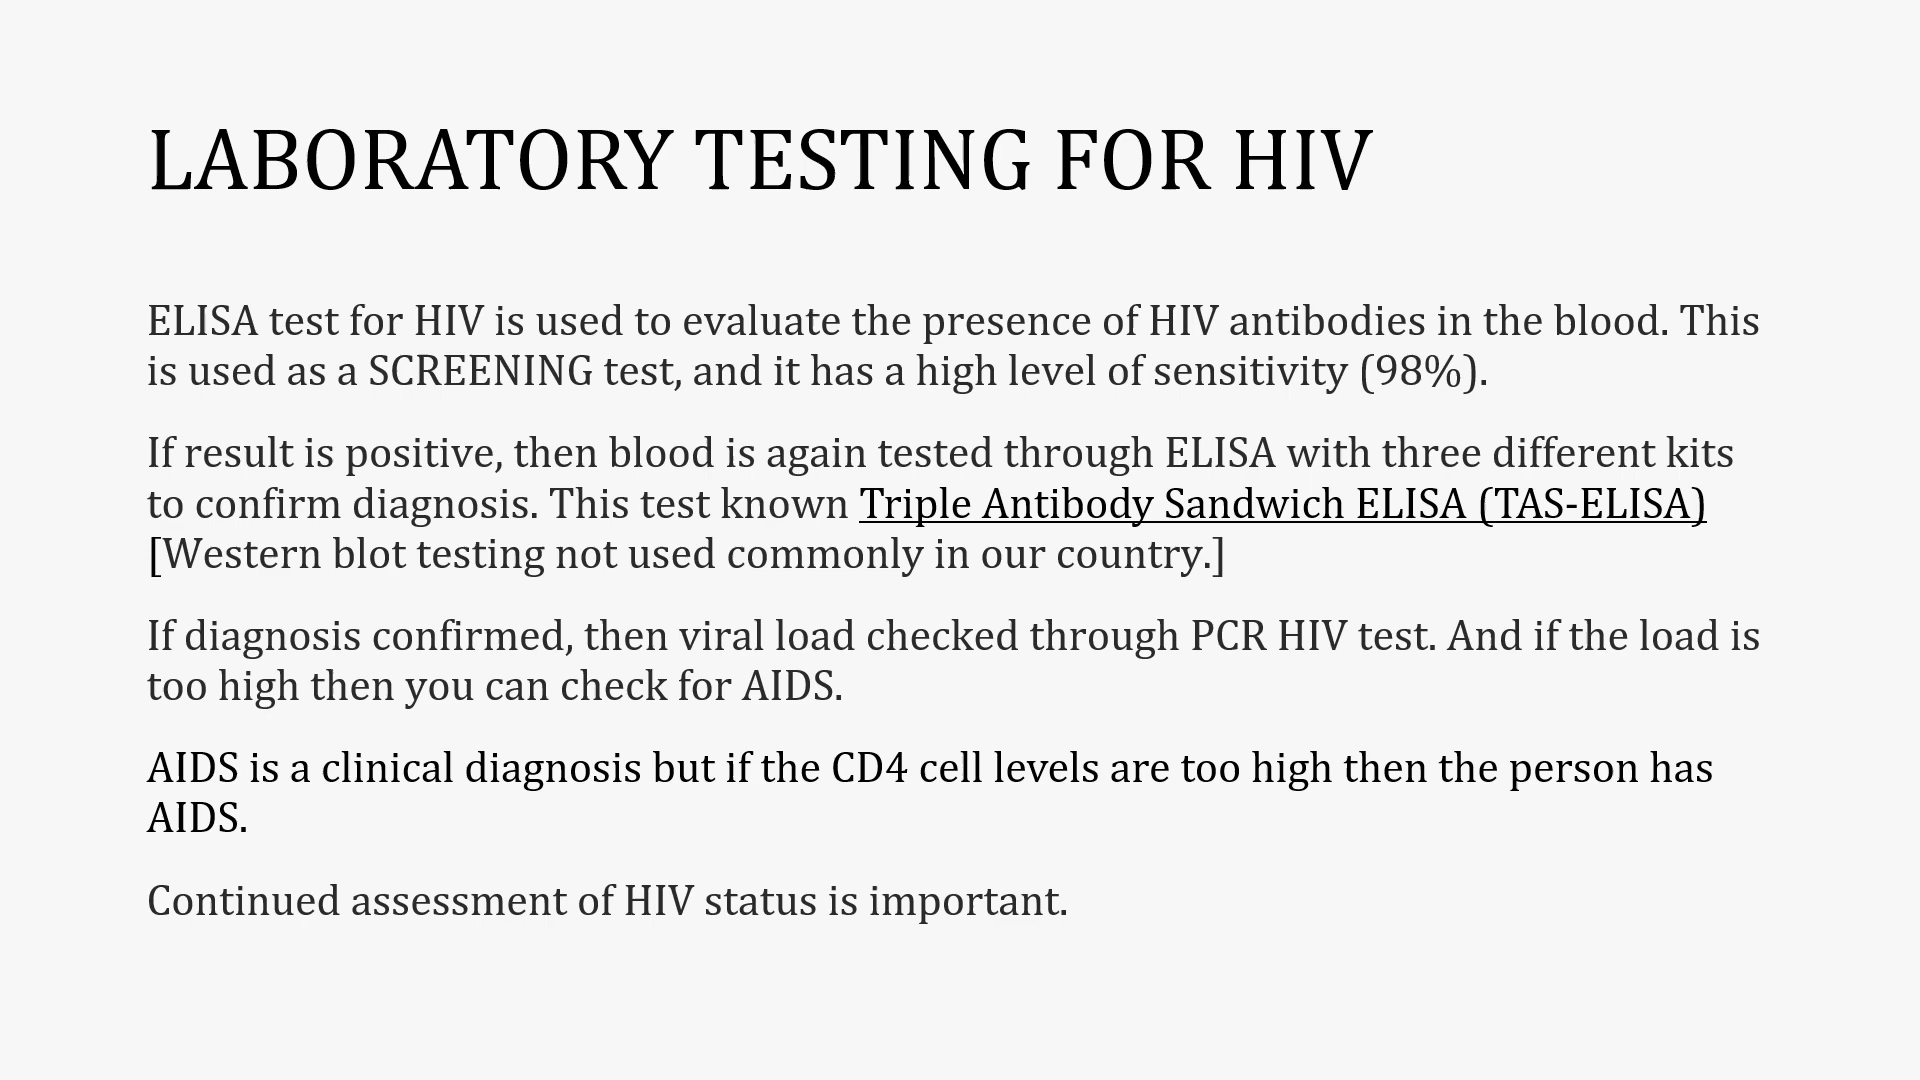 LABORATORY TESTING FOR HIV
ELISA test for HIV is used to evaluate the presence of HIV antibodies in the blood. This
is used as a SCREENING test, and it has a high level of sensitivity (98%).
If result is positive, then blood is again tested through ELISA with three different kits
to confirm diagnosis. This test known Triple Antibody Sandwich ELISA (TAS-ELISA)
[Western blot testing not used commonly in our country.]
If diagnosis confirmed, then viral load checked through PCR HIV test. And if the load is
too high then you can check for AIDS.
AIDS is a clinical diagnosis but if the CD4 cell levels are too high then the person has
AIDS.
Continued assessment of HIV status is important.